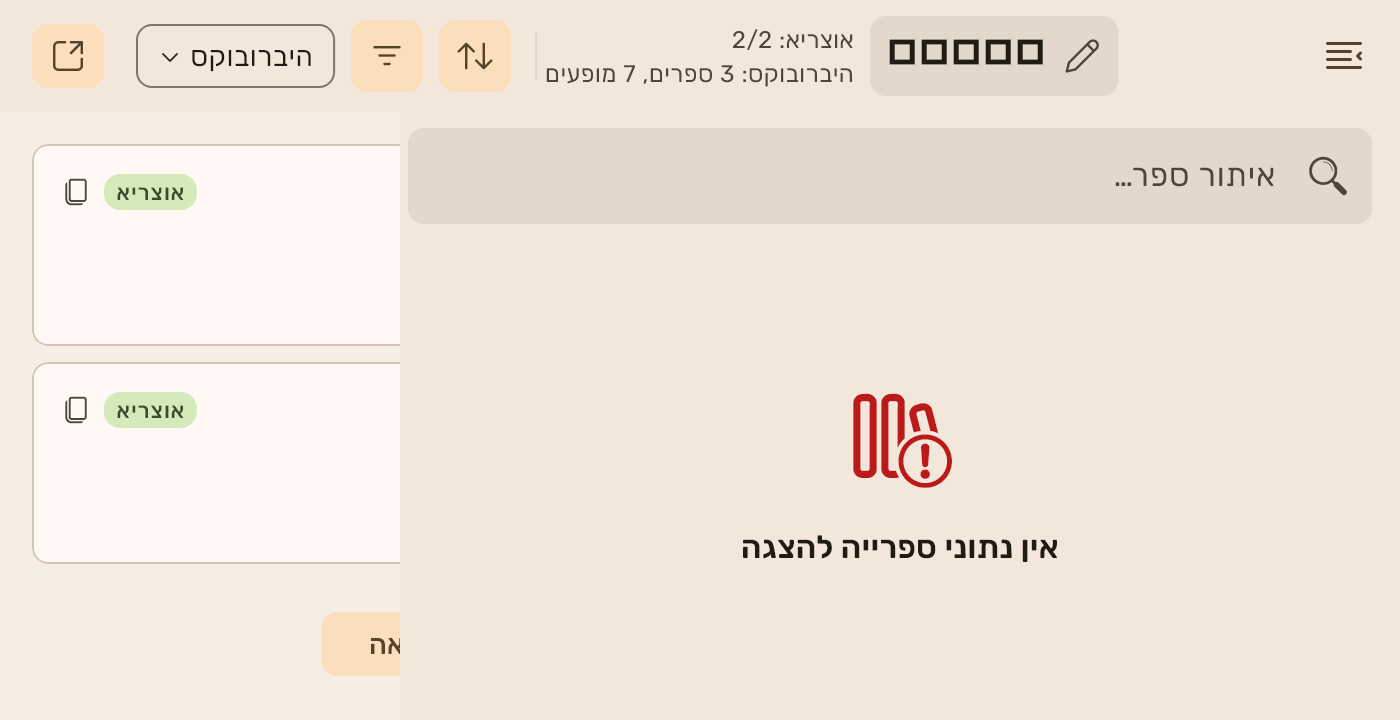 אוצריא: 2/2
היברובוקס: 3 ספרים, 7 מופעים
היברובוקס
איתור ספר...
אוצריא
אוצריא
אין נתוני ספרייה להצגה